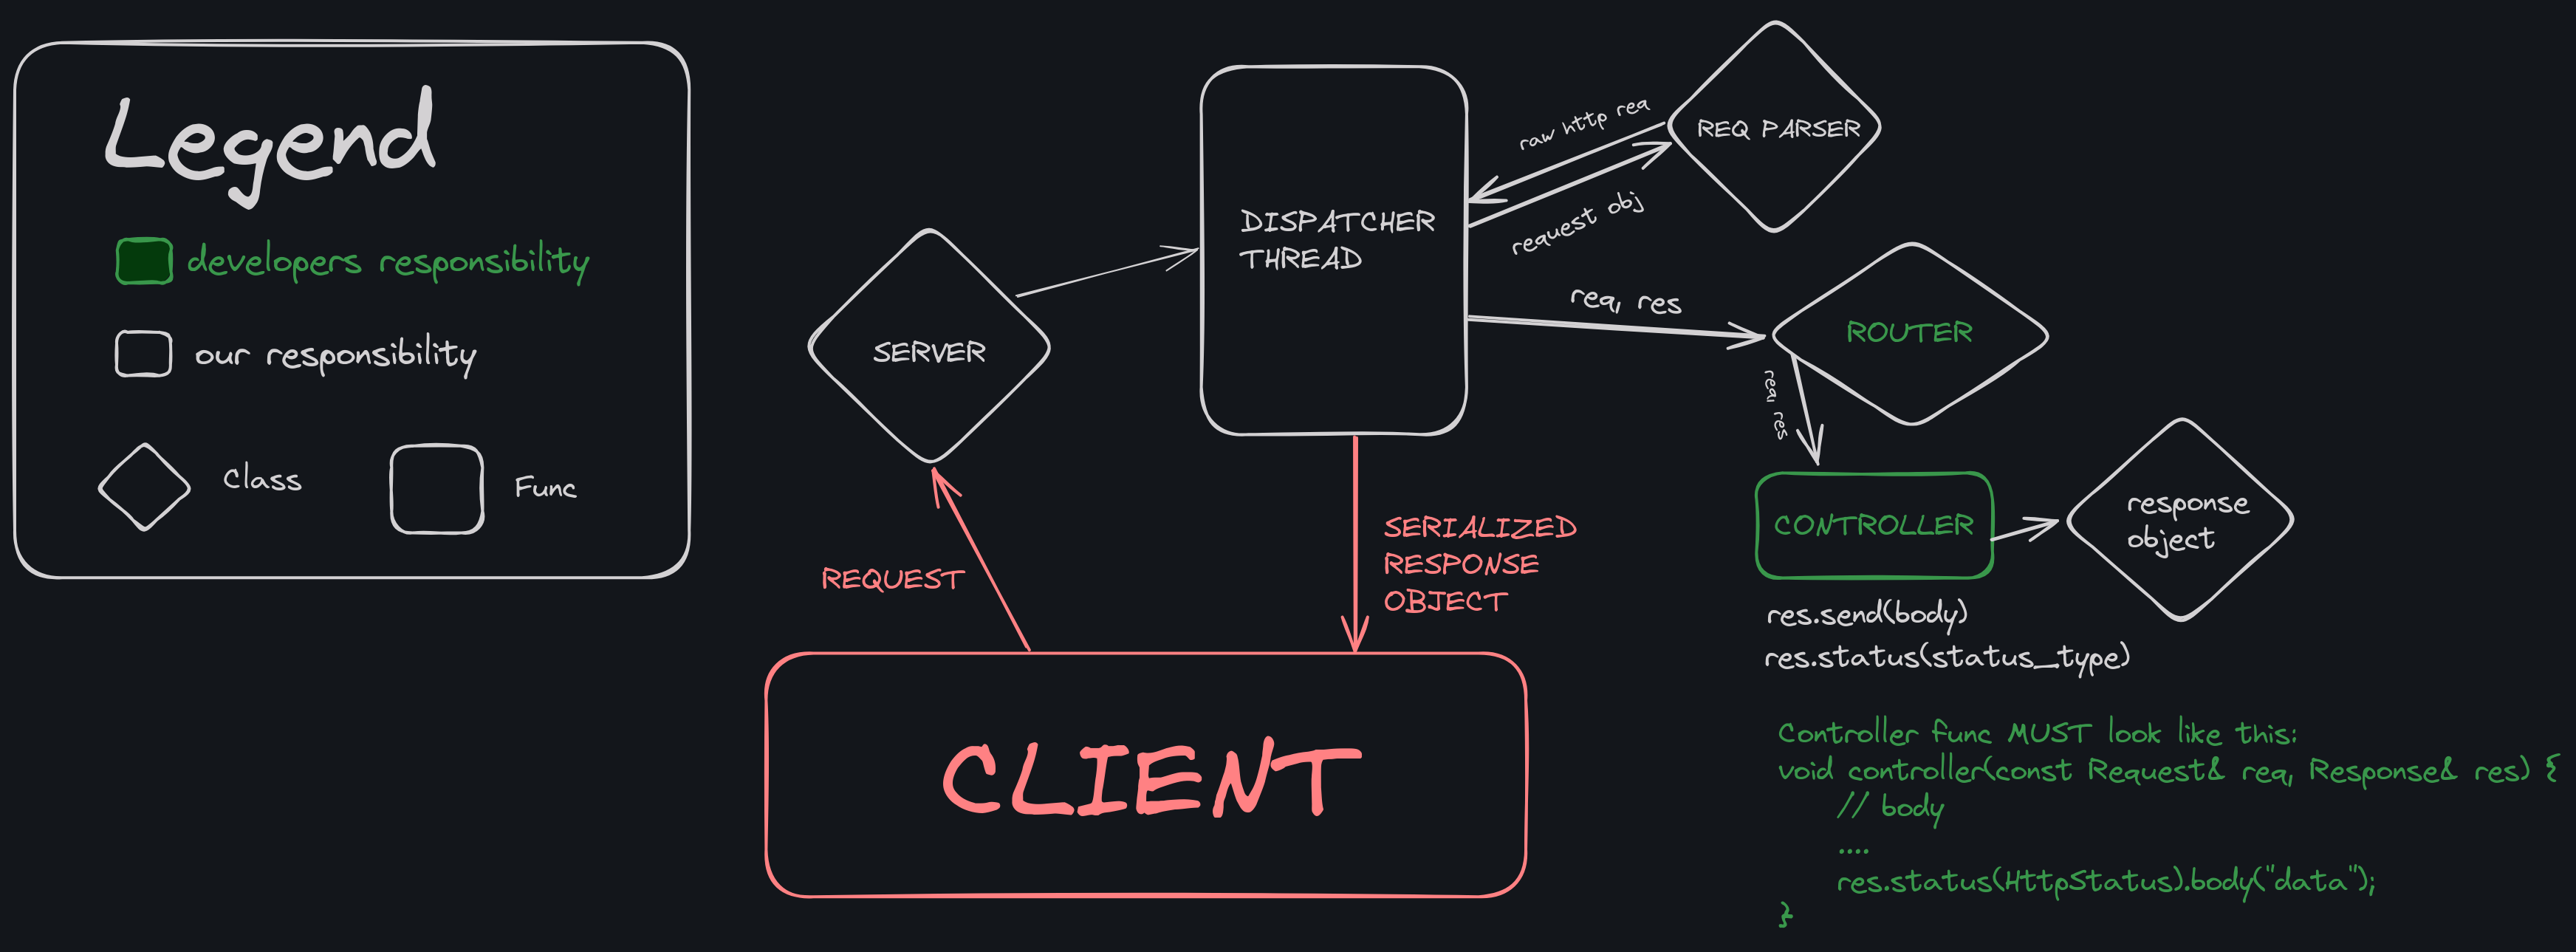 Legend
developers responsibility
our responsibility
Class
Func
SERVER
DISPATCHER
THREAD
raw http req
request obj
REQ PARSER
req, res
ROUTER
req, res
CONTROLLER
response
object
res.send(body)
res.status(status_type)
Controller func MUST look like this:
void controller(const Request& req, Response& res) {
// body
....
res.status(HttpStatus).body("data");
}
REQUEST
SERIALIZED
RESPONSE
OBJECT
CLIENT